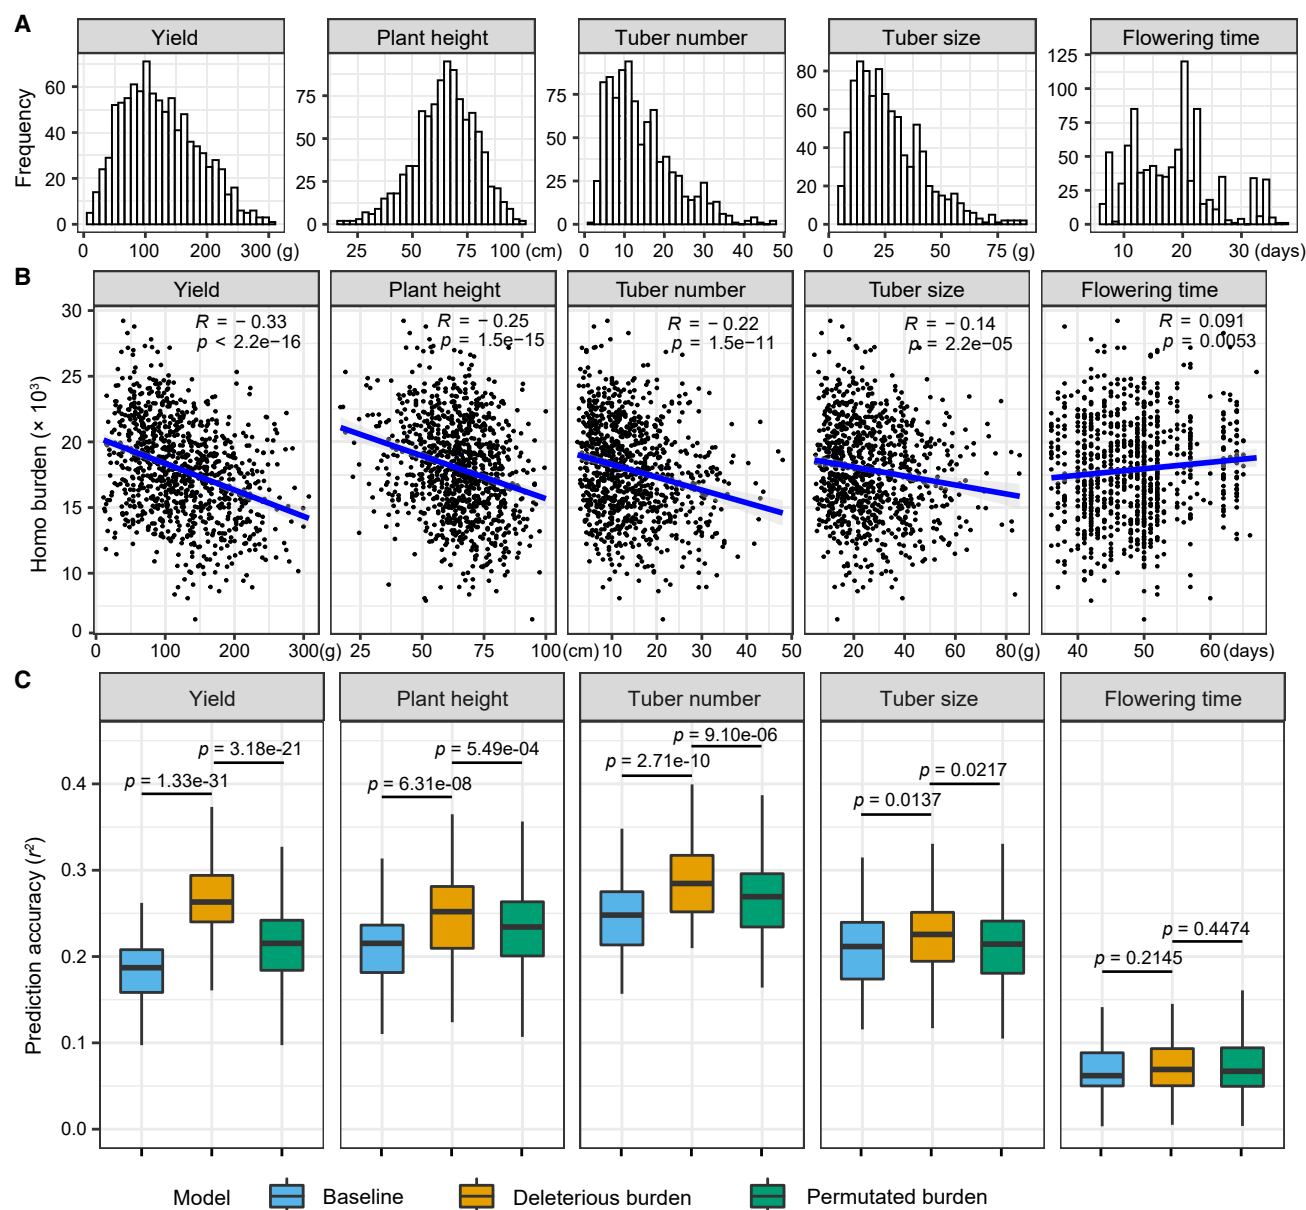 A
Yield Plant height Tuber number Tuber size Flowering time
Frequency
60 40 20 0
75 50 25 0
75 50 25 0
80 60 40 20 0
125 100 75 50 25 0
0 100 200 300 (g)
25 50 75 100 (cm)
0 10 20 30 40 50
0 25 50 75 (g)
10 20 30 (days)
B
Yield Plant height Tuber number Tuber size Flowering time
R = −0.33
p < 2.2e−16
R = −0.25
p = 1.5e−15
R = −0.22
p = 1.5e−11
R = −0.14
p = 2.2e−05
R = 0.091
p = 0.0053
Homo burden (× 10³)
30 25 20 15 10 0
0 100 200 300(g)
25 50 75 100(cm)
10 20 30 40 50
20 40 60 80(g)
40 50 60(days)
C
Yield Plant height Tuber number Tuber size Flowering time
p = 3.18e-21
p = 1.33e-31
p = 5.49e-04
p = 6.31e-08
p = 9.10e-06
p = 2.71e-10
p = 0.0217
p = 0.0137
p = 0.4474
p = 0.2145
Prediction accuracy (r²)
0.4 0.3 0.2 0.1 0.0
Model Baseline Deleterious burden Permutated burden